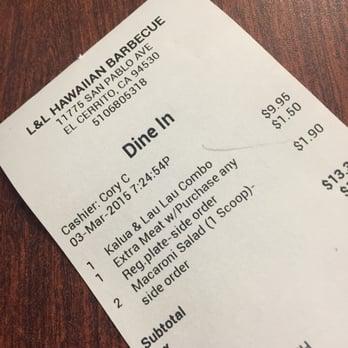 L&L HAWAIIAN BARBECUE
11775 SAN PABLO AVE
EL CERRITO, CA 94530
5106805318
Dine In
Cashier: Cory C
03-Mar-2015 7:24:54P
1 Kalua & Lau Lau Combo $9.95
1 Extra Meat w/Purchase any $1.50
Reg.plate-side order
2 Macaroni Salad (1 Scoop)- $1.90
side order
Subtotal